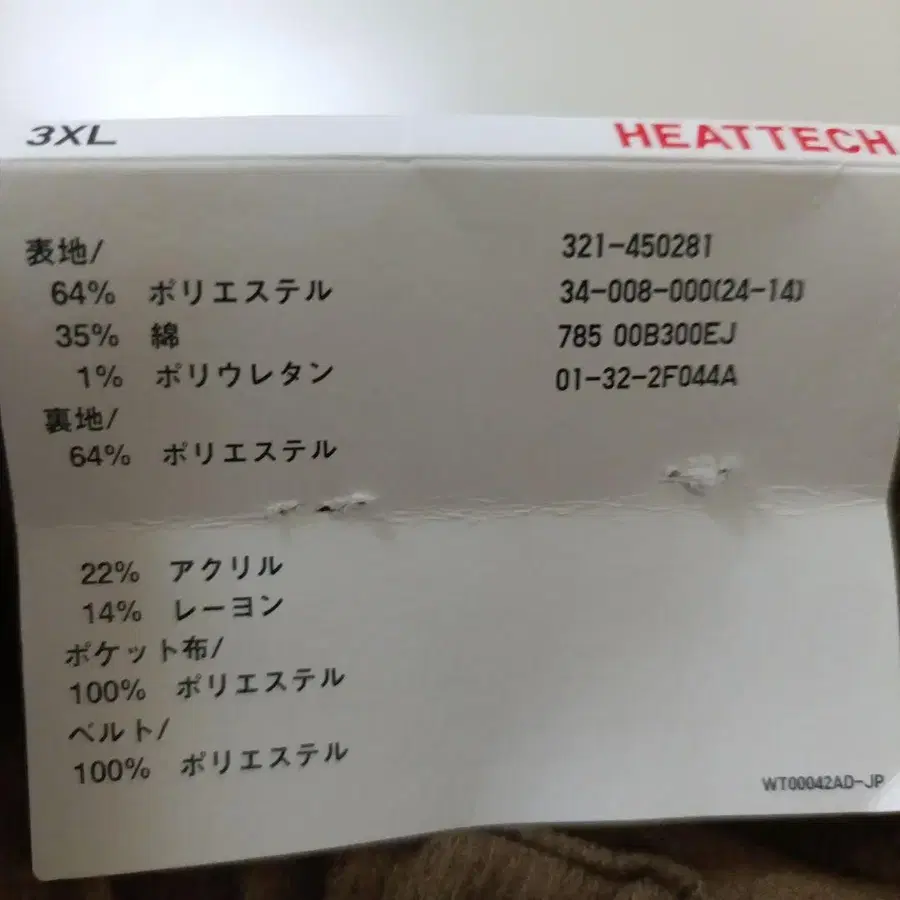 3XL
HEATTECH
表地/
64% ポリエステル
35% 綿
1% ポリウレタン
裏地/
64% ポリエステル
22% アクリル
14% レーヨン
ポケット布/
100% ポリエステル
ベルト/
100% ポリエステル
321-450281
34-008-000(24-14)
785 00B300EJ
01-32-2F044A
WT00042AD-JP